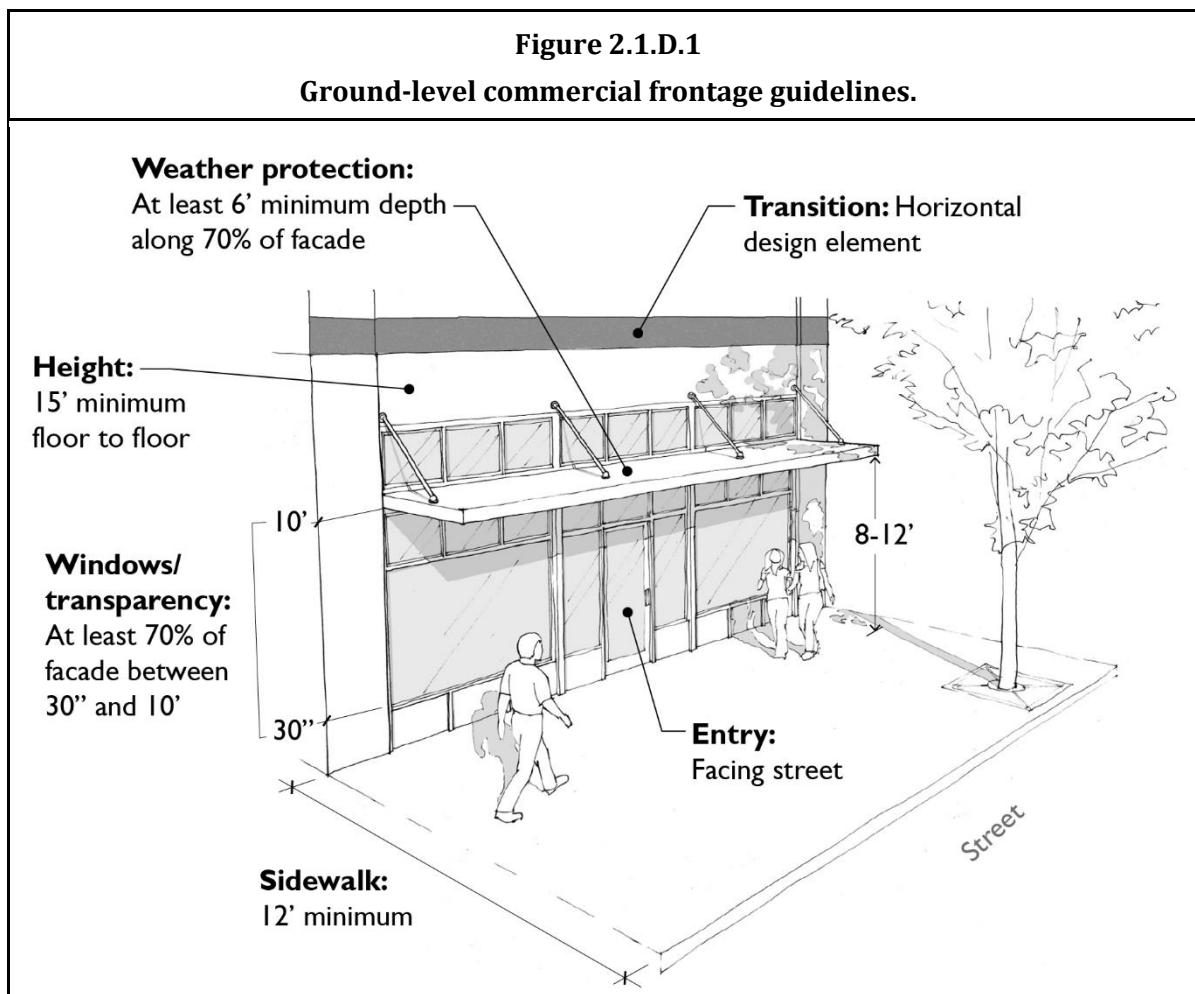 Figure 2.1.D.1
Ground-level commercial frontage guidelines.
Weather protection:
At least 6’ minimum depth
along 70% of facade
Transition: Horizontal
design element
Height:
15’ minimum
floor to floor
10’
Windows/
transparency:
At least 70% of
facade between
30” and 10’
30”
8-12’
Entry:
Facing street
Street
Sidewalk:
12’ minimum